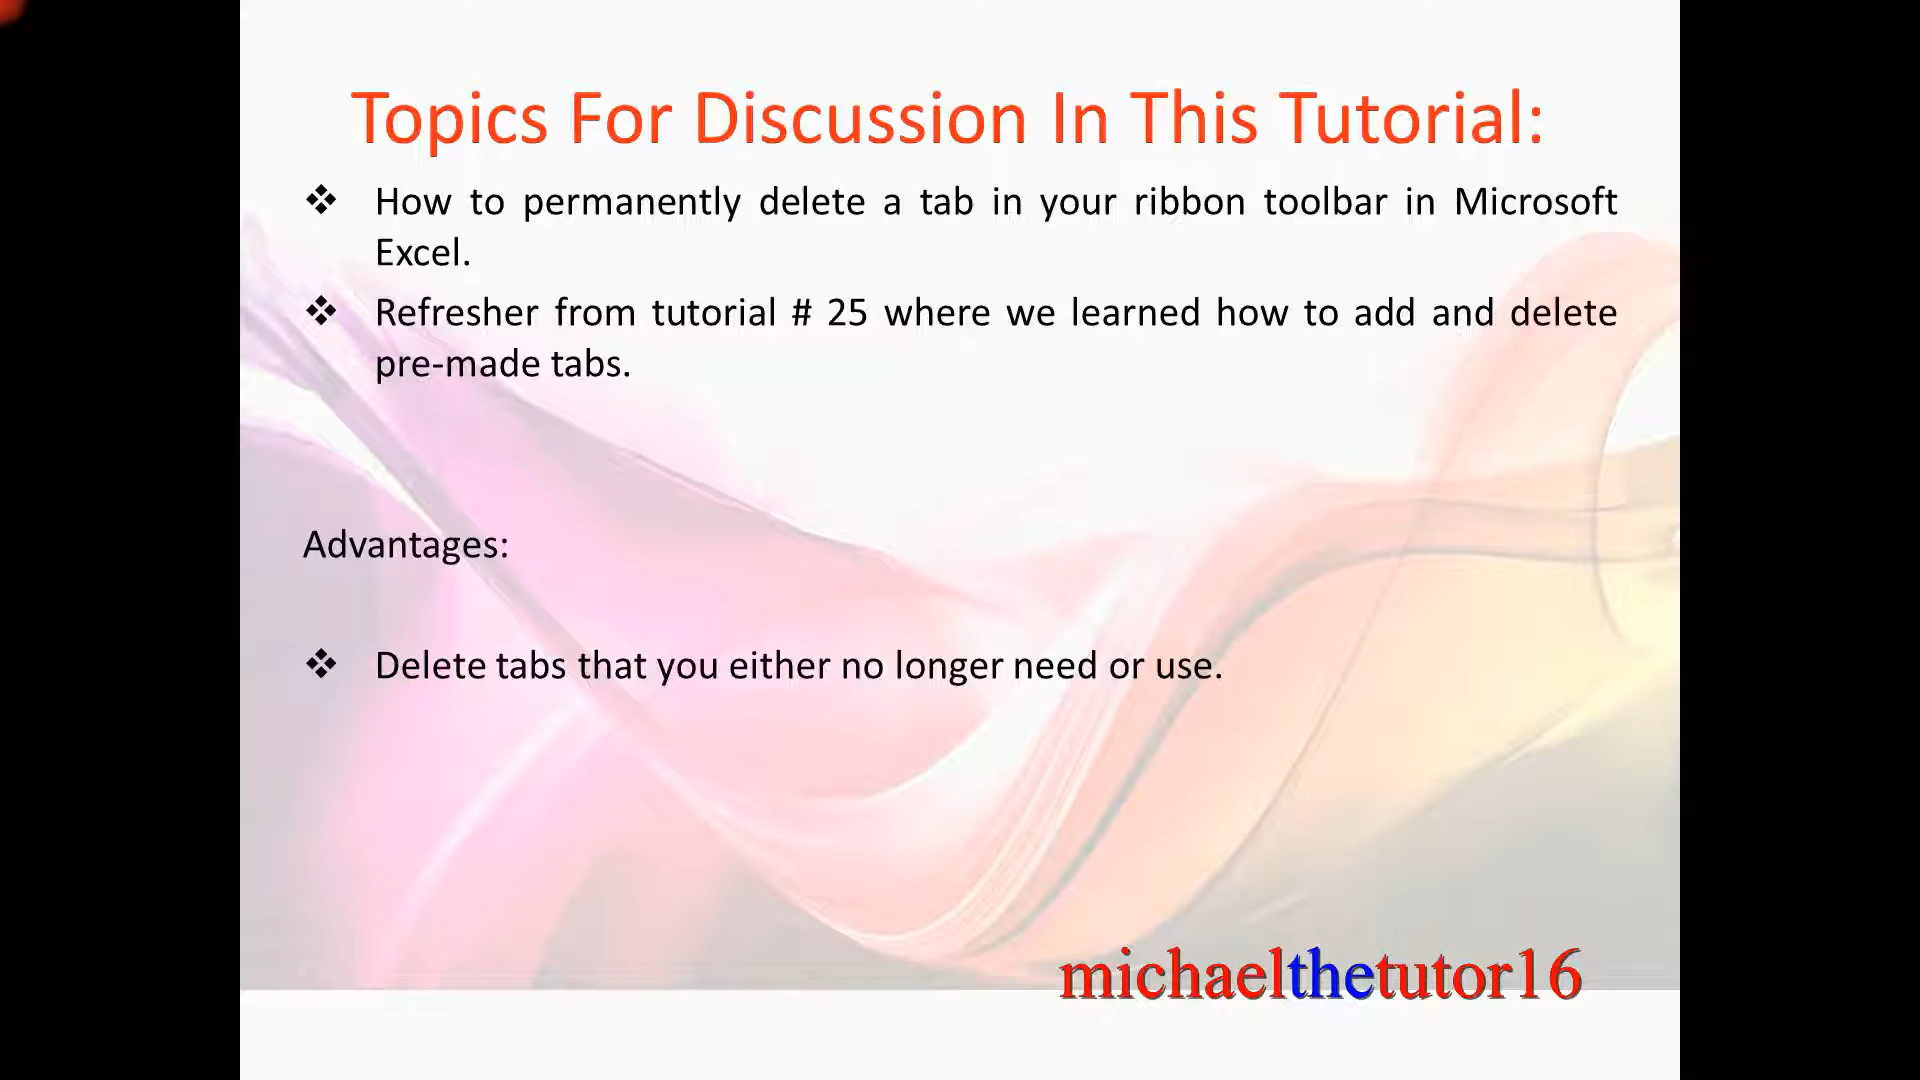 Topics For Discussion In This Tutorial:
❖ How to permanently delete a tab in your ribbon toolbar in Microsoft
Excel.
❖ Refresher from tutorial # 25 where we learned how to add and delete
pre-made tabs.
Advantages:
❖ Delete tabs that you either no longer need or use.
michaelthetutor16